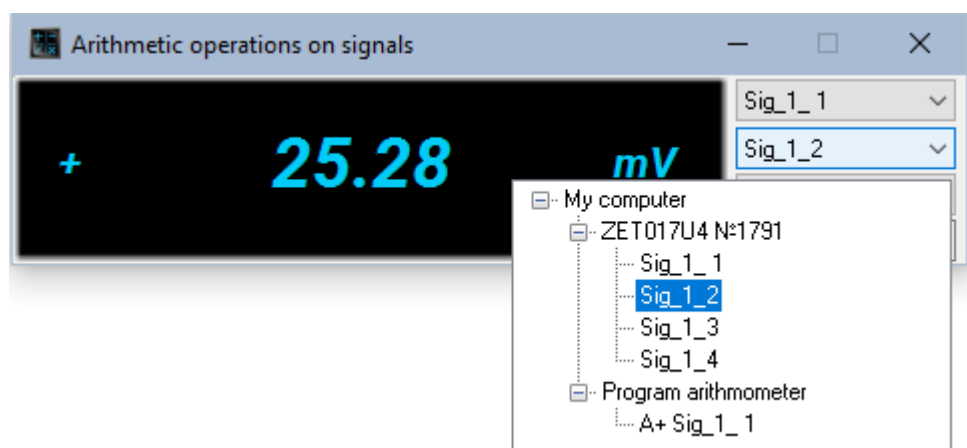 Arithmetic operations on signals
+ 25.28 mV
Sig_1_ 1
Sig_1_2
My computer
ZET017U4 №1791
Sig_1_ 1
Sig_1_2
Sig_1_3
Sig_1_4
Program arithmometer
A+ Sig_1_ 1